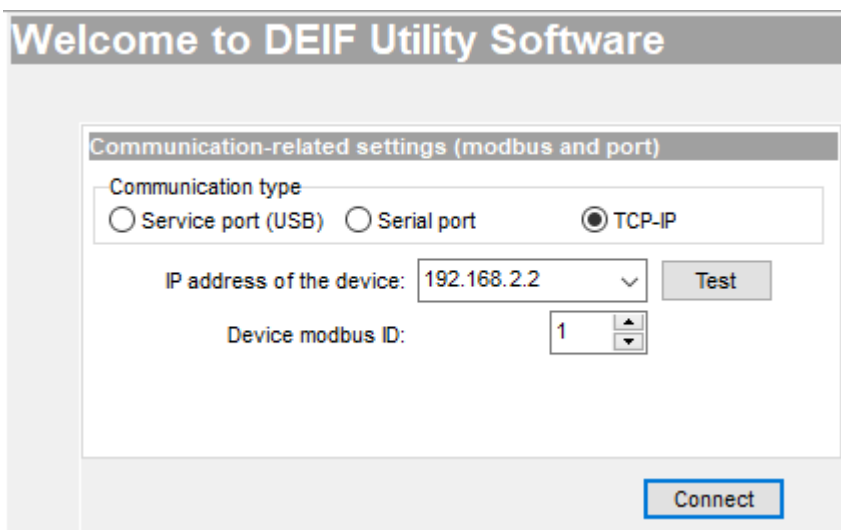 Welcome to DEIF Utility Software
Communication-related settings (modbus and port)
Communication type
Service port (USB) Serial port TCP-IP
IP address of the device: 192.168.2.2 Test
Device modbus ID: 1
Connect